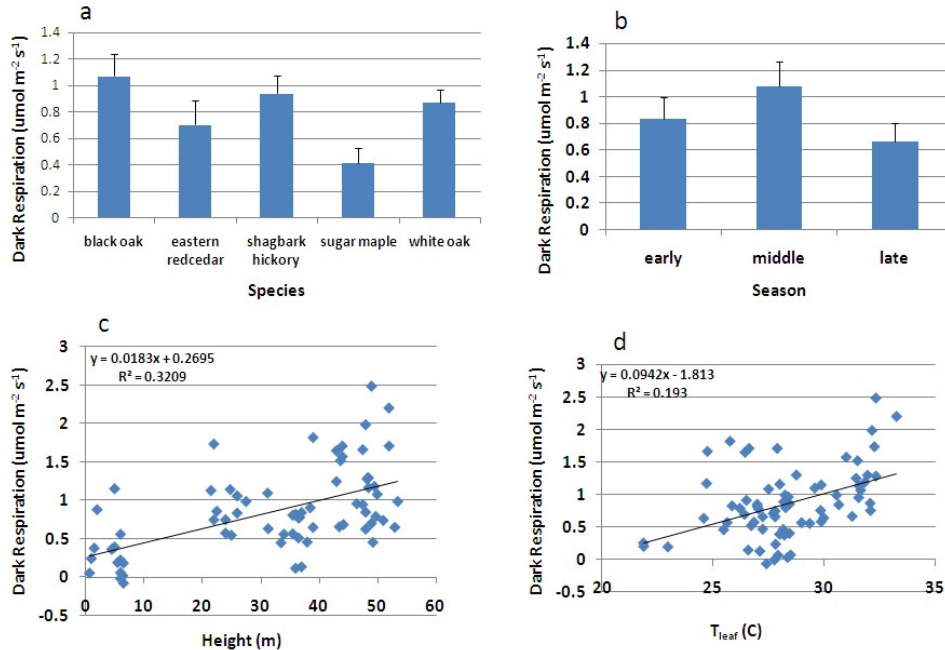 a
Dark Respiration (umol m⁻² s⁻¹)
1.4
1.2
1
0.8
0.6
0.4
0.2
0
black oak
eastern redcedar
shagbark hickory
sugar maple
white oak
Species
b
Dark Respiration (umol m⁻² s⁻¹)
1.4
1.2
1
0.8
0.6
0.4
0.2
0
early
middle
late
Season
c
Dark Respiration (umol m⁻² s⁻¹)
3
2.5
2
1.5
1
0.5
0
-0.5
y = 0.0183x + 0.2695
R² = 0.3209
0
10
20
30
40
50
60
Height (m)
d
Dark Respiration (umol m⁻² s⁻¹)
3
2.5
2
1.5
1
0.5
0
-0.5
y = 0.0942x - 1.813
R² = 0.193
20
25
30
35
T leaf (C)